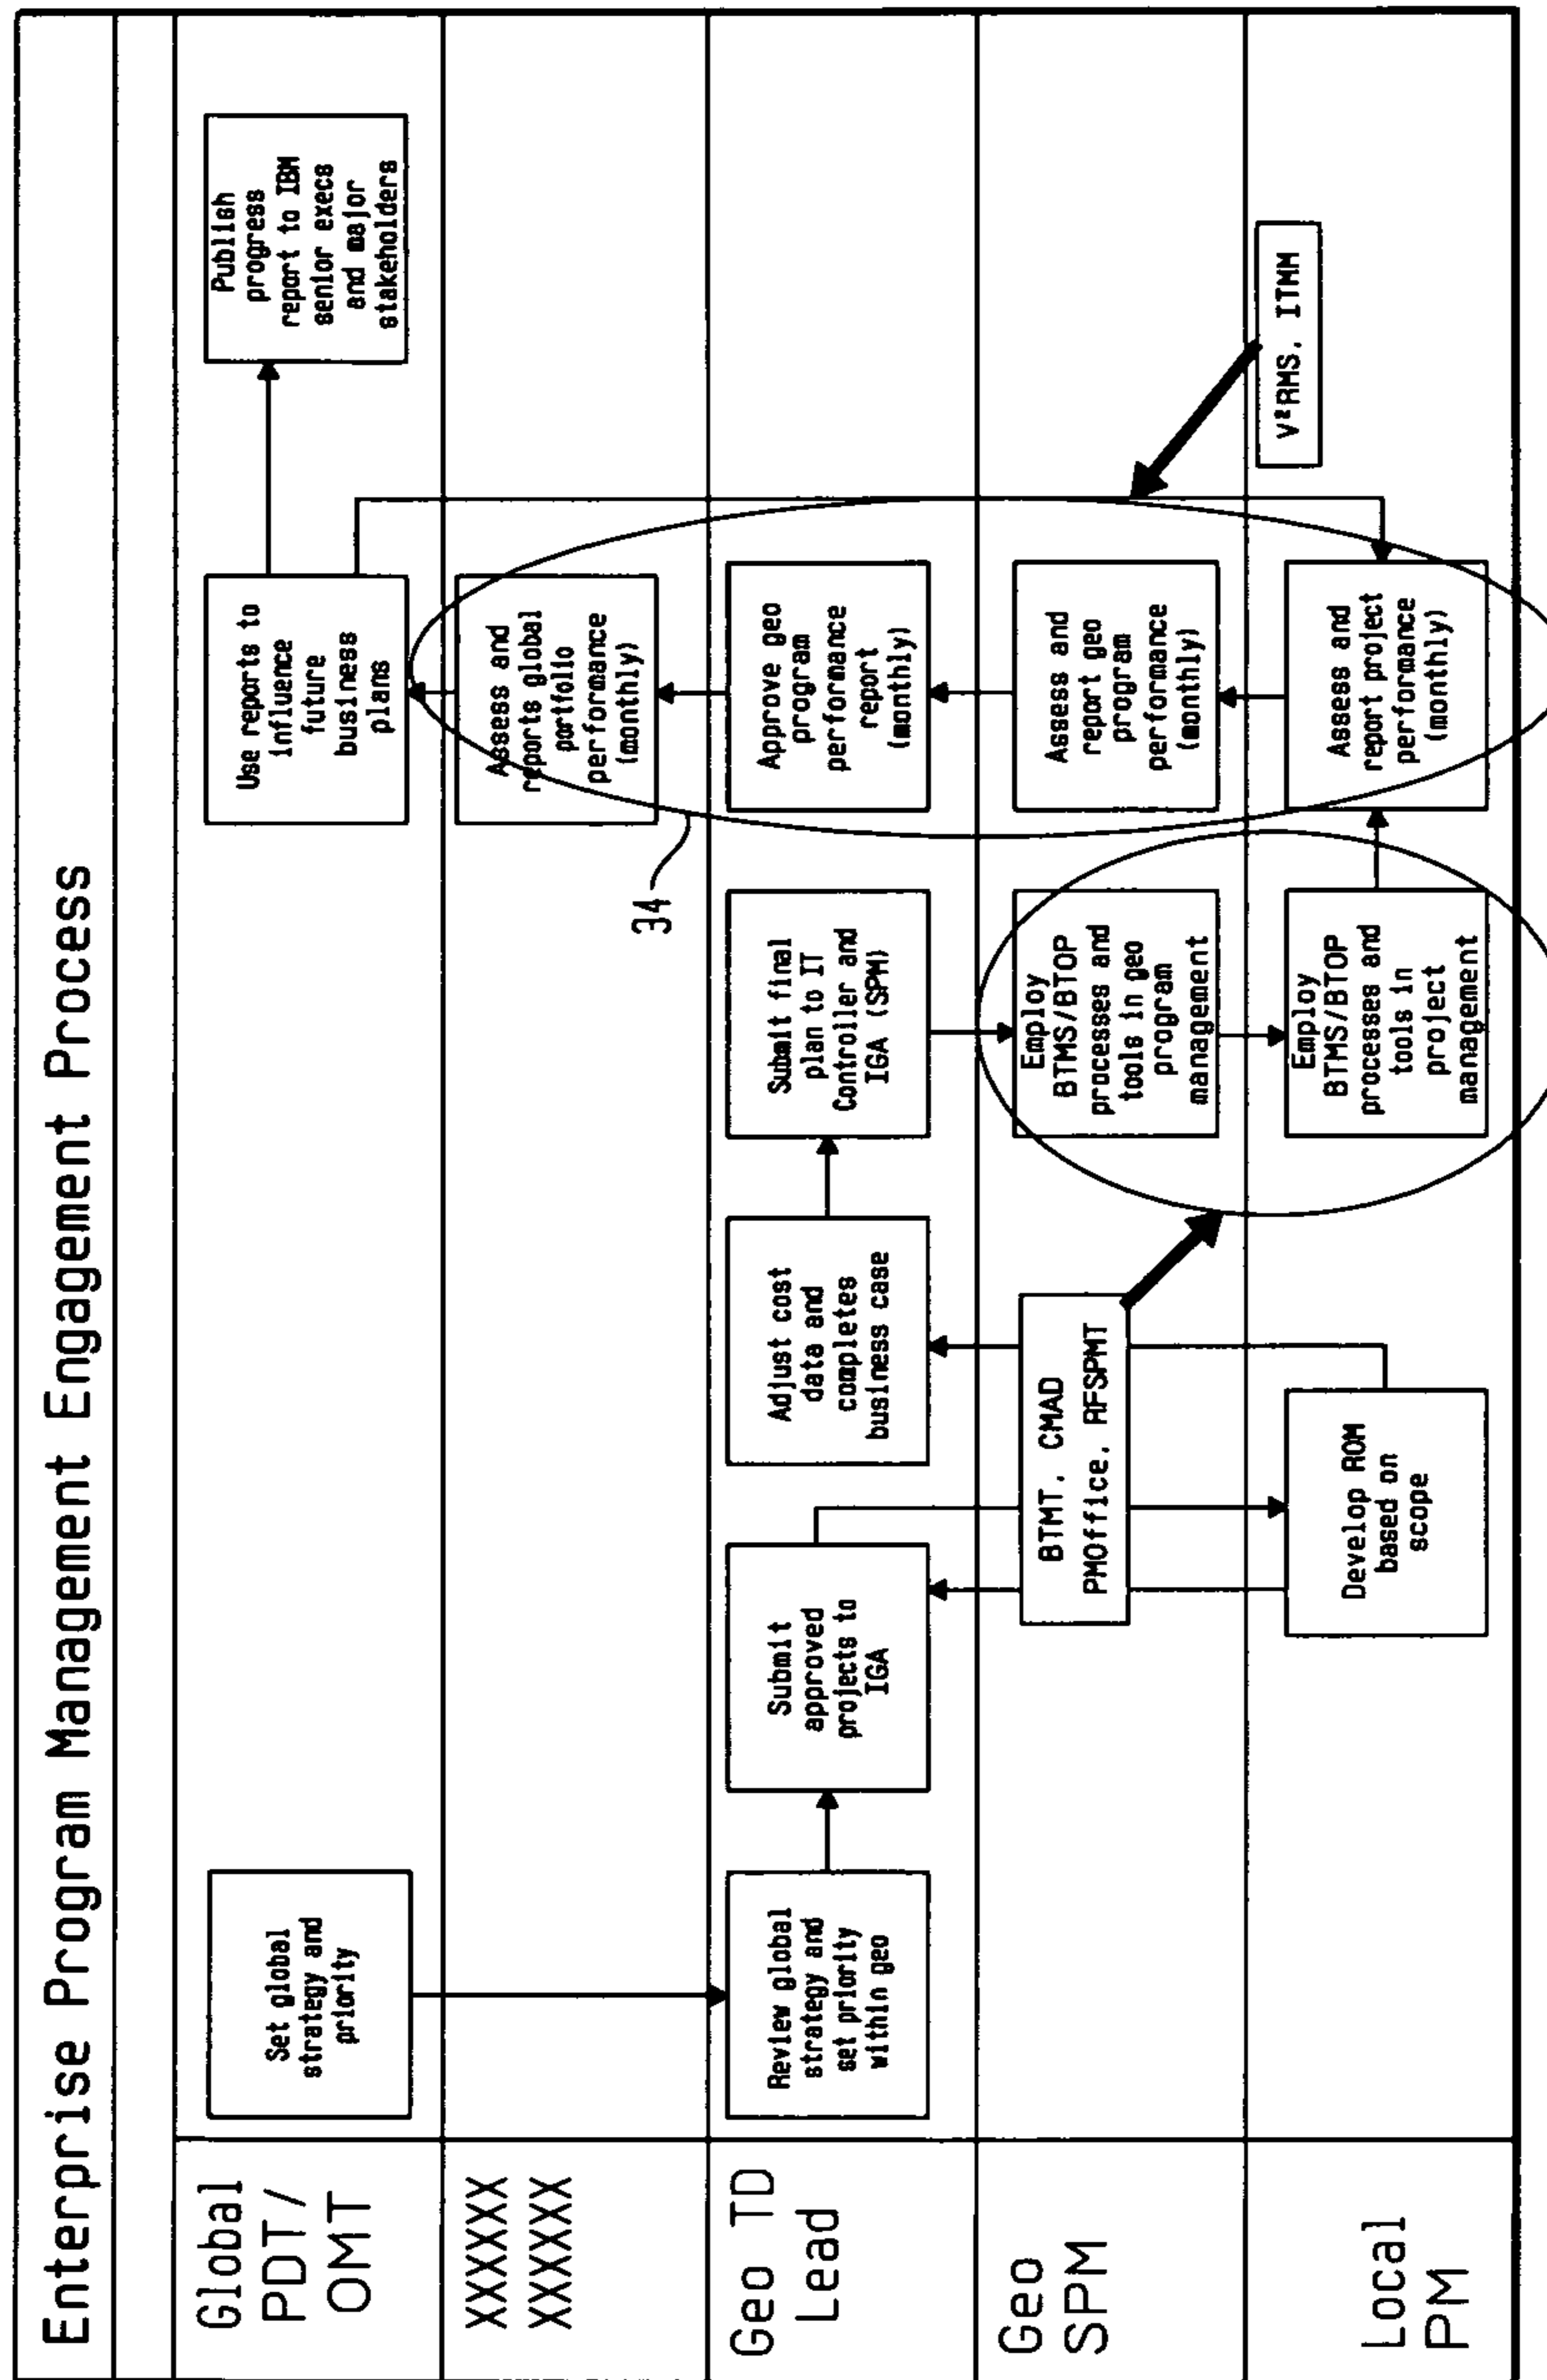 Enterprise Program Management Engagement Process
Global
PDT/
OMT
Set global
strategy and
priority
Use reports to
influence
future
business
plans
Publish
progress
report to IBM
senior execs
and major
stakeholders
XXXXXX
XXXXXX
Assess and
reports global
portfolio
performance
(monthly)
34
Geo TD
Lead
Review global
strategy and
set priority
within geo
Submit
approved
projects to
IGA
Adjust cost
data and
completes
business case
Submit final
plan to IT
Controller and
IGA (SPM)
Approve geo
program
performance
report
(monthly)
Geo
SPM
BTMT, CMAD
PMOffice, RFSPMT
Employ
BTMS/BTOP
processes and
tools in geo
program
management
Assess and
report geo
program
performance
(monthly)
Local
PM
Develop ROM
based on
scope
Employ
BTMS/BTOP
processes and
tools in
project
management
Assess and
report project
performance
(monthly)
V²RMS, ITMM